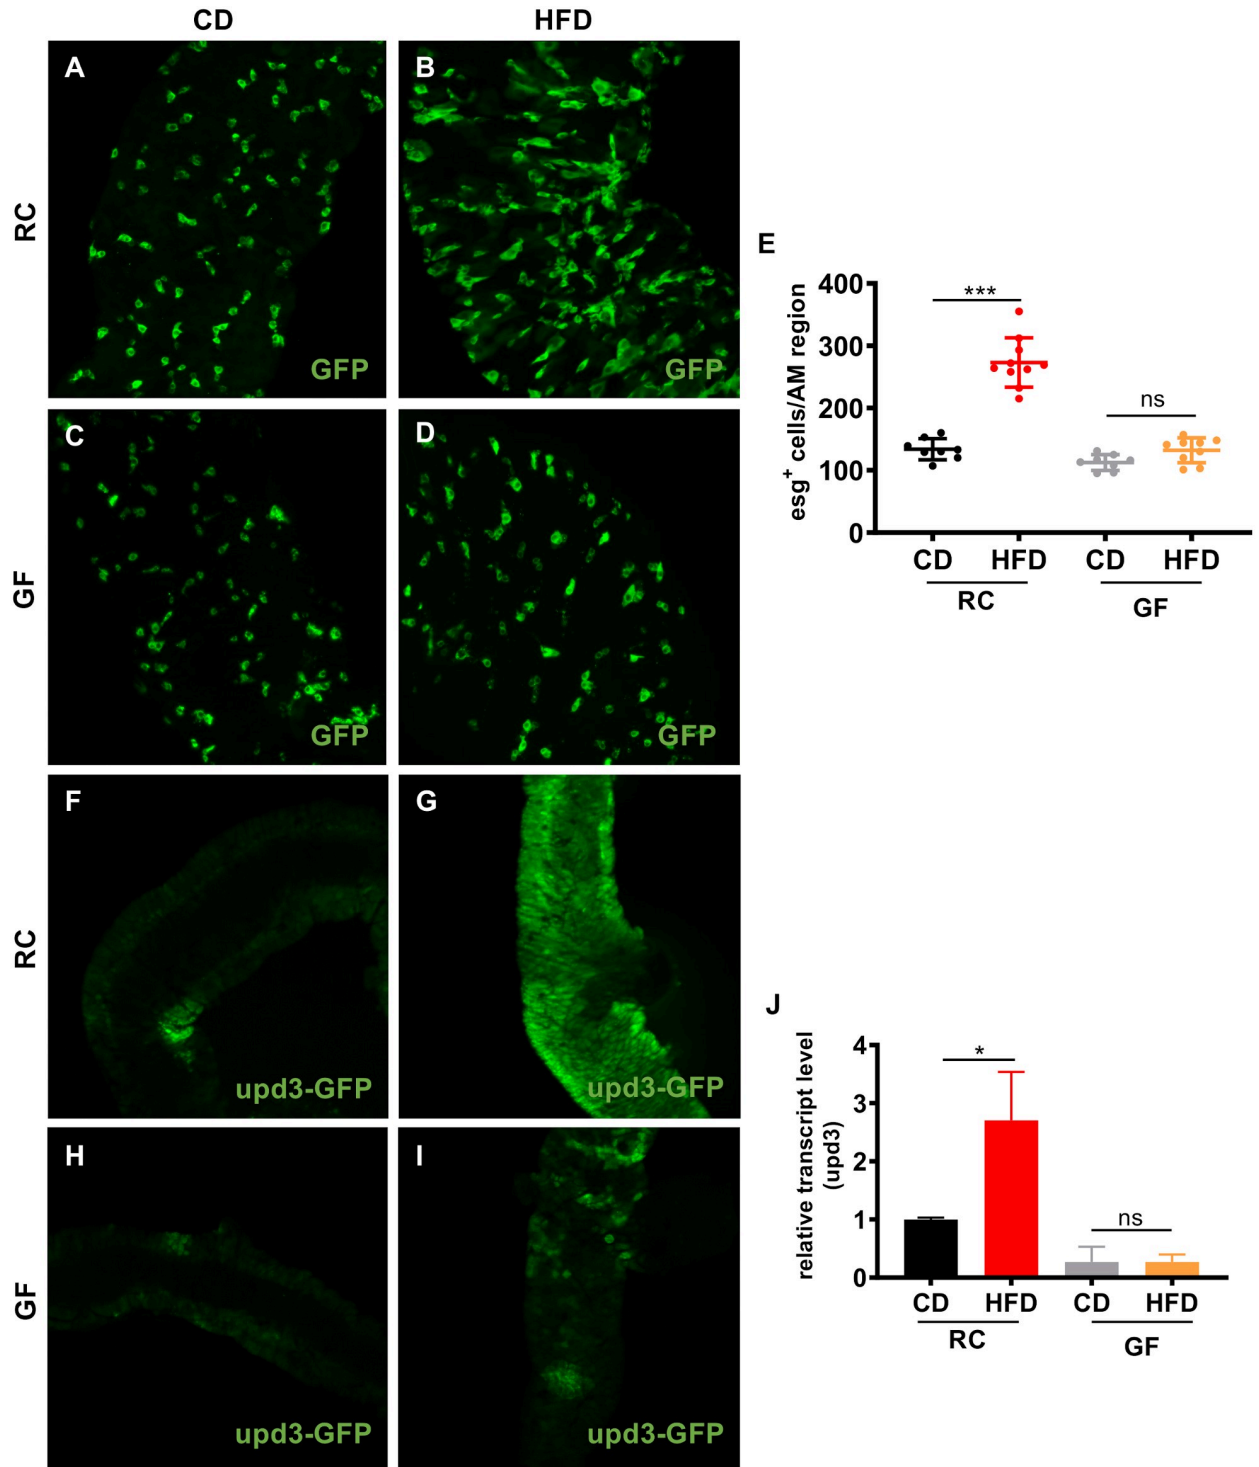 CD HFD
A B
RC
GFP GFP
C D
GF
GFP GFP
F G
RC
upd3-GFP upd3-GFP
H I
GF
upd3-GFP upd3-GFP
E
esg+ cells/AM region
400
300
200
100
0
***
ns
CD HFD CD HFD
RC GF
J
relative transcript level
(upd3)
4
3
2
1
0
*
ns
CD HFD CD HFD
RC GF